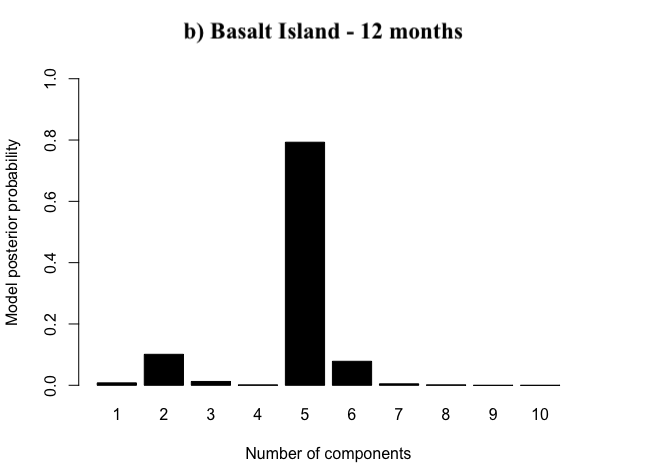 b) Basalt Island - 12 months
Model posterior probability
1.0
0.8
0.6
0.4
0.2
0.0
1 2 3 4 5 6 7 8 9 10
Number of components